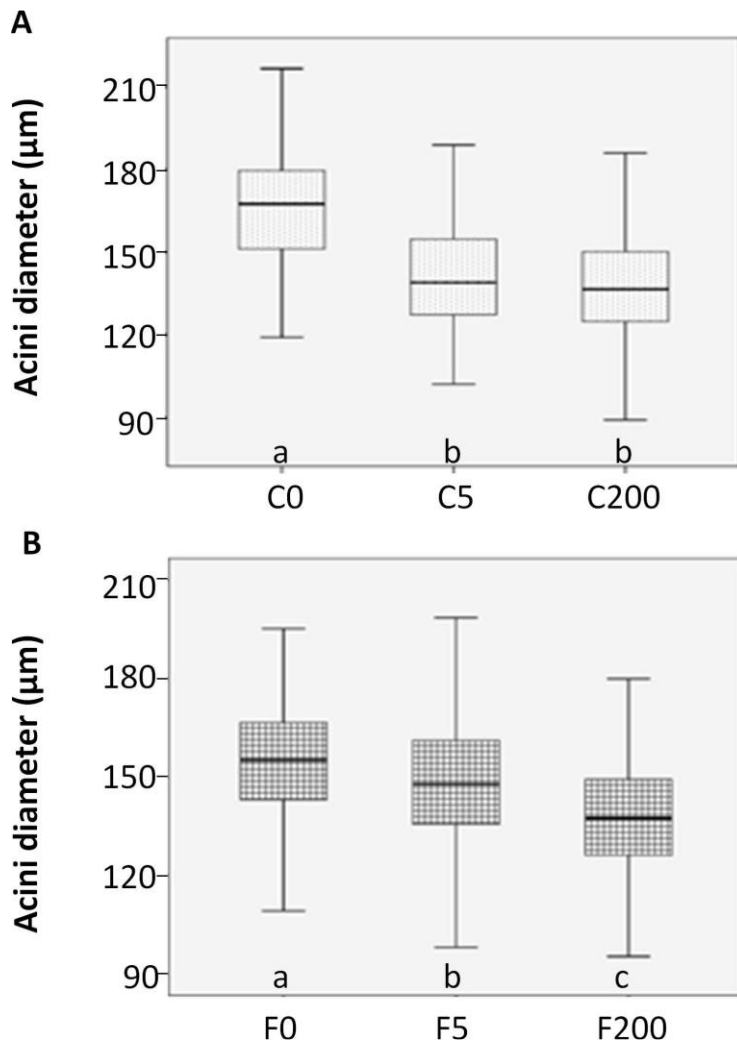 A
Acini diameter (µm)
210
180
150
120
90
a b b
C0 C5 C200
B
Acini diameter (µm)
210
180
150
120
90
a b c
F0 F5 F200